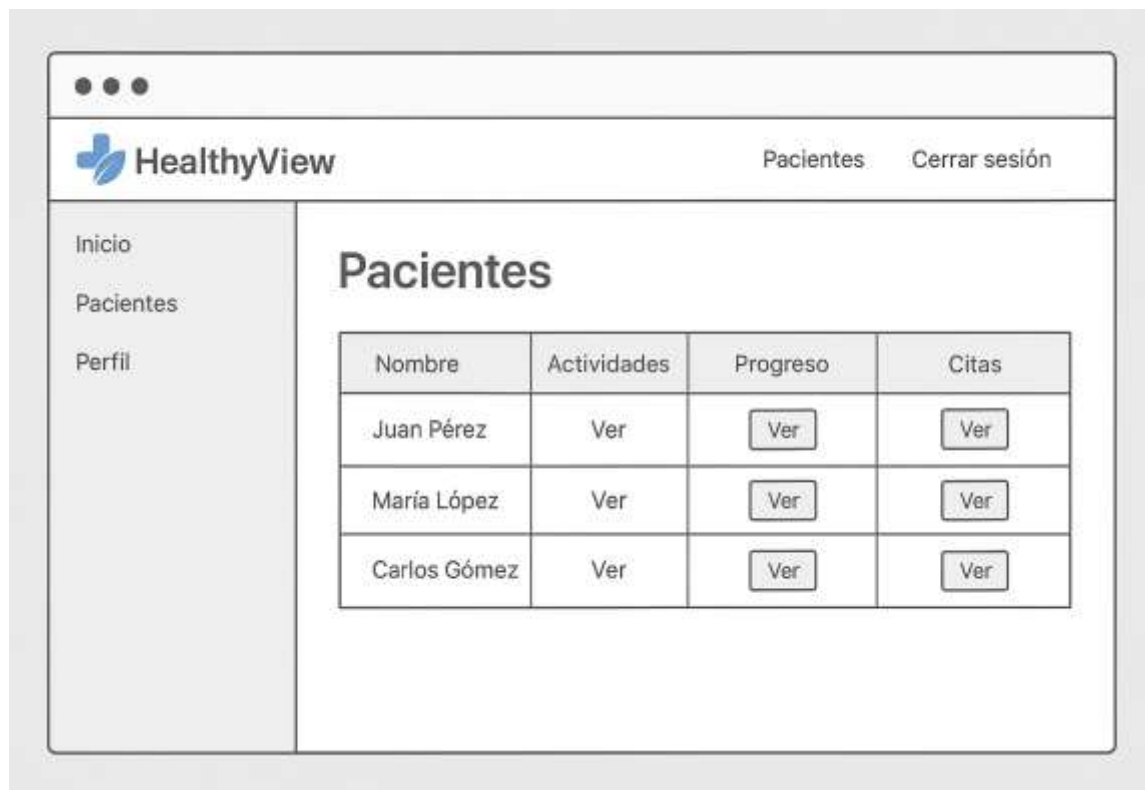 HealthyView
Pacientes Cerrar sesión
Inicio
Pacientes
Perfil
Pacientes
Nombre Actividades Progreso Citas
Juan Pérez Ver Ver Ver
María López Ver Ver Ver
Carlos Gómez Ver Ver Ver